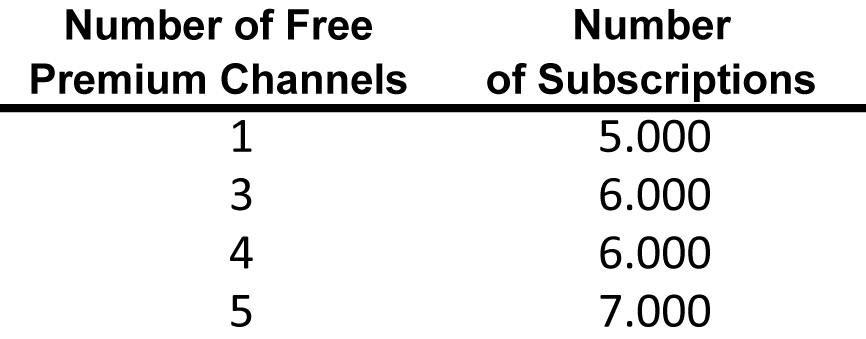 Number of Free Number
Premium Channels of Subscriptions
1 5.000
3 6.000
4 6.000
5 7.000